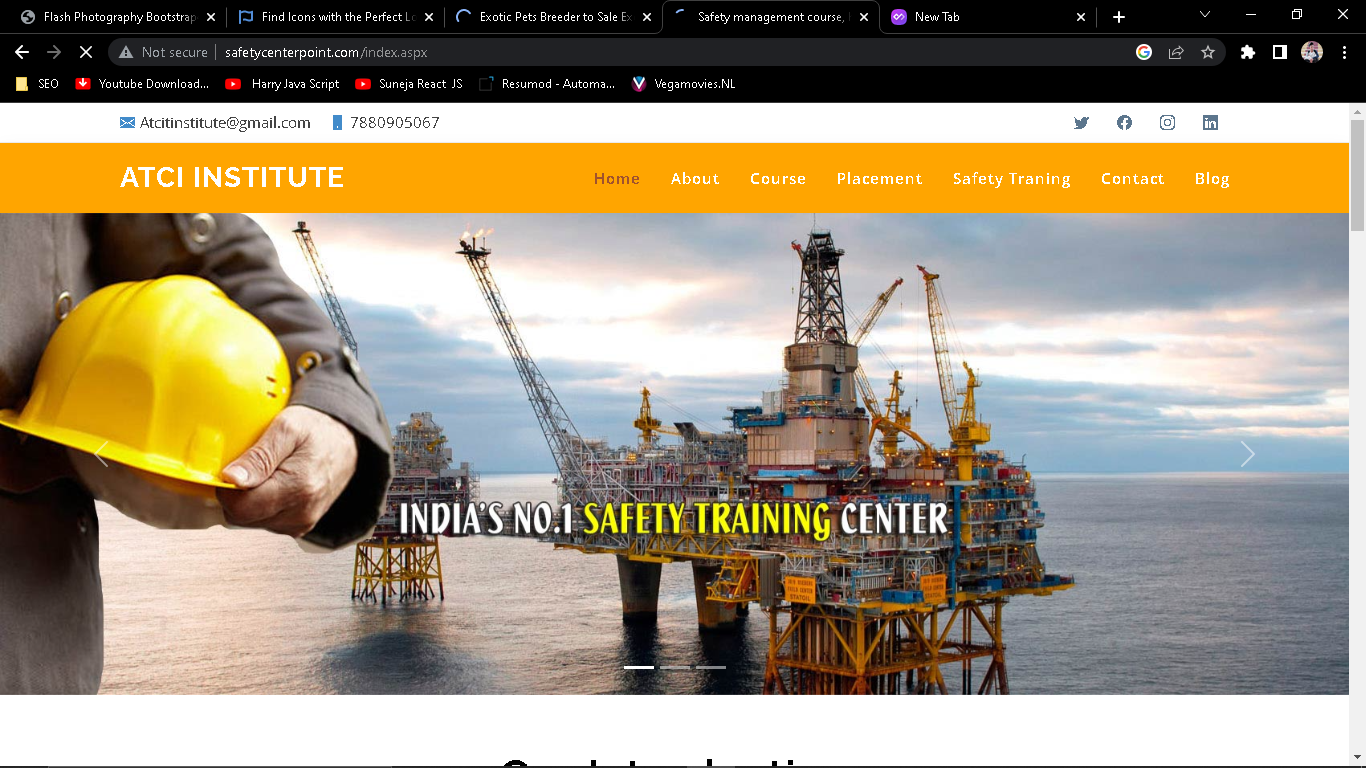 Flash Photography Bootstrap
Find Icons with the Perfect Lo
Exotic Pets Breeder to Sale Ex
Safety management course,
New Tab
Not secure | safetycenterpoint.com/index.aspx
SEO
Youtube Download...
Harry Java Script
Suneja React JS
Resumod - Automa...
Vegamovies.NL
Atcitinstitute@gmail.com
7880905067
ATCI INSTITUTE
Home
About
Course
Placement
Safety Traning
Contact
Blog
INDIA'S NO.1 SAFETY TRAINING CENTER